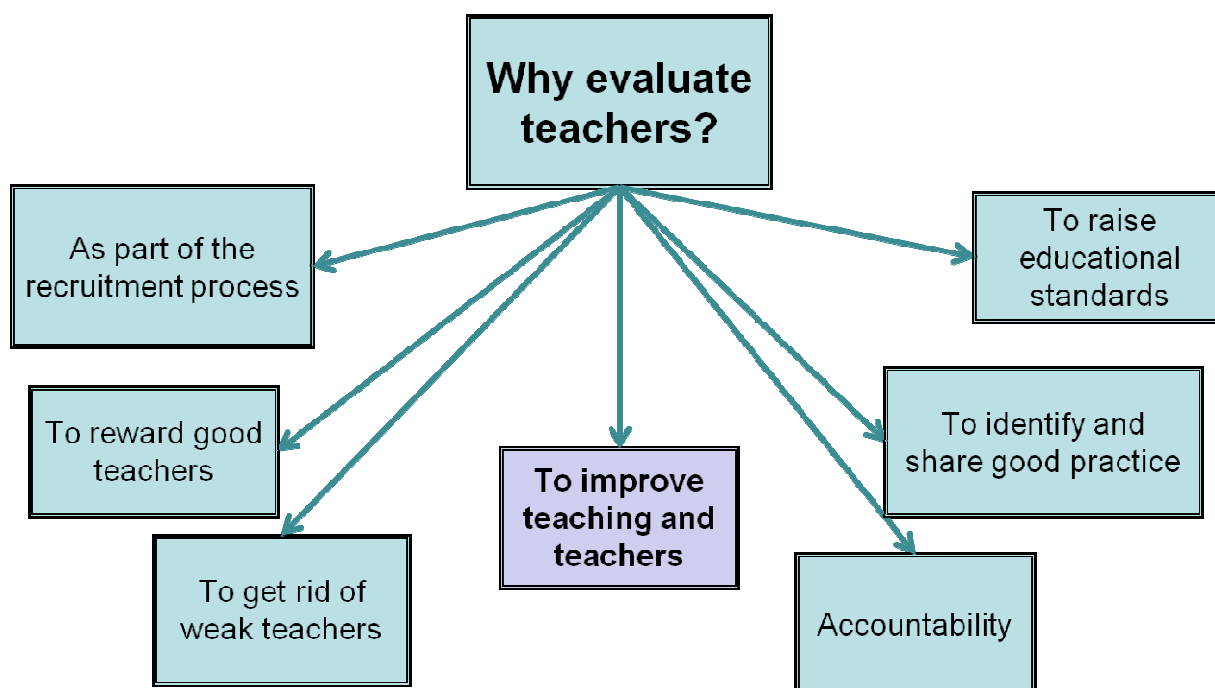 Why evaluate
teachers?
As part of the
recruitment process
To raise
educational
standards
To reward good
teachers
To identify and
share good practice
To improve
teaching and
teachers
To get rid of
weak teachers
Accountability